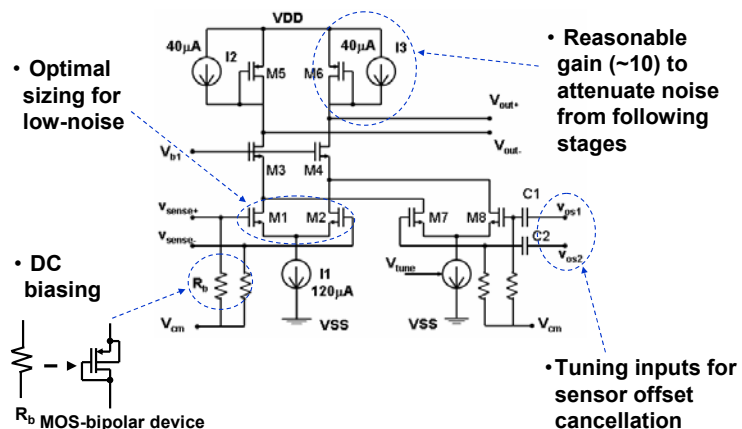 VDD
40µA
I2
40µA
I3
M5
M6
• Optimal
sizing for
low-noise
• Reasonable
gain (~10) to
attenuate noise
from following
stages
Vout+
Vout-
Vb1
M3
M4
C1
vsense+
M1
M2
M7
M8
vos1
vsense-
C2
vos2
• DC
biasing
Rb
I1
120µA
Vtune
Vcm
VSS
VSS
Vcm
Rb
MOS-bipolar device
• Tuning inputs for
sensor offset
cancellation